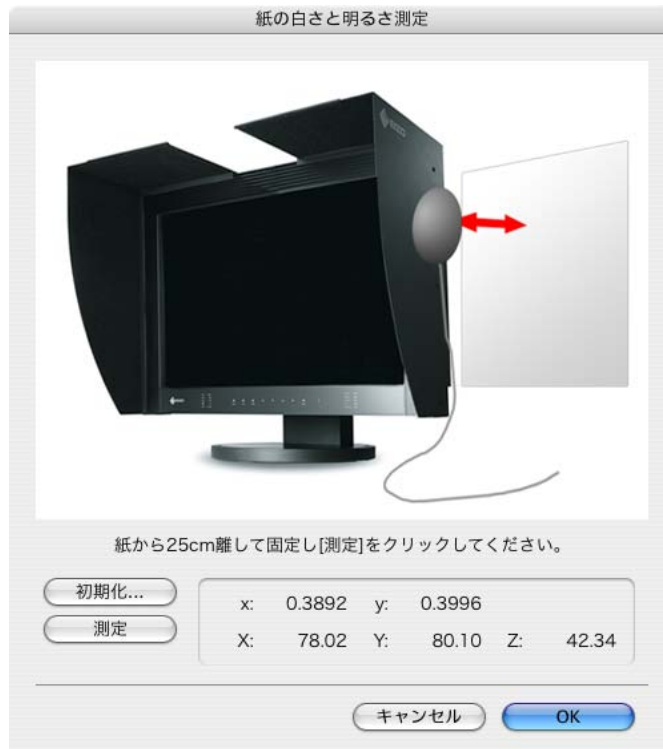 紙の白さと明るさ測定
EIZO
紙から25cm離して固定し[測定]をクリックしてください。
初期化...
測定
x: 0.3892 y: 0.3996
X: 78.02 Y: 80.10 Z: 42.34
キャンセル
OK